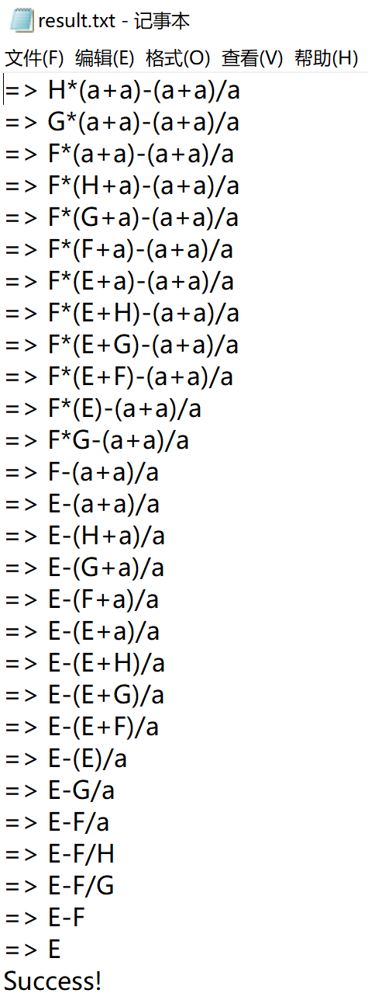 result.txt - 记事本
文件(F) 编辑(E) 格式(O) 查看(V) 帮助(H)
=> H*(a+a)-(a+a)/a
=> G*(a+a)-(a+a)/a
=> F*(a+a)-(a+a)/a
=> F*(H+a)-(a+a)/a
=> F*(G+a)-(a+a)/a
=> F*(F+a)-(a+a)/a
=> F*(E+a)-(a+a)/a
=> F*(E+H)-(a+a)/a
=> F*(E+G)-(a+a)/a
=> F*(E+F)-(a+a)/a
=> F*(E)-(a+a)/a
=> F*G-(a+a)/a
=> F-(a+a)/a
=> E-(a+a)/a
=> E-(H+a)/a
=> E-(G+a)/a
=> E-(F+a)/a
=> E-(E+a)/a
=> E-(E+H)/a
=> E-(E+G)/a
=> E-(E+F)/a
=> E-(E)/a
=> E-G/a
=> E-F/a
=> E-F/H
=> E-F/G
=> E-F
=> E
Success!